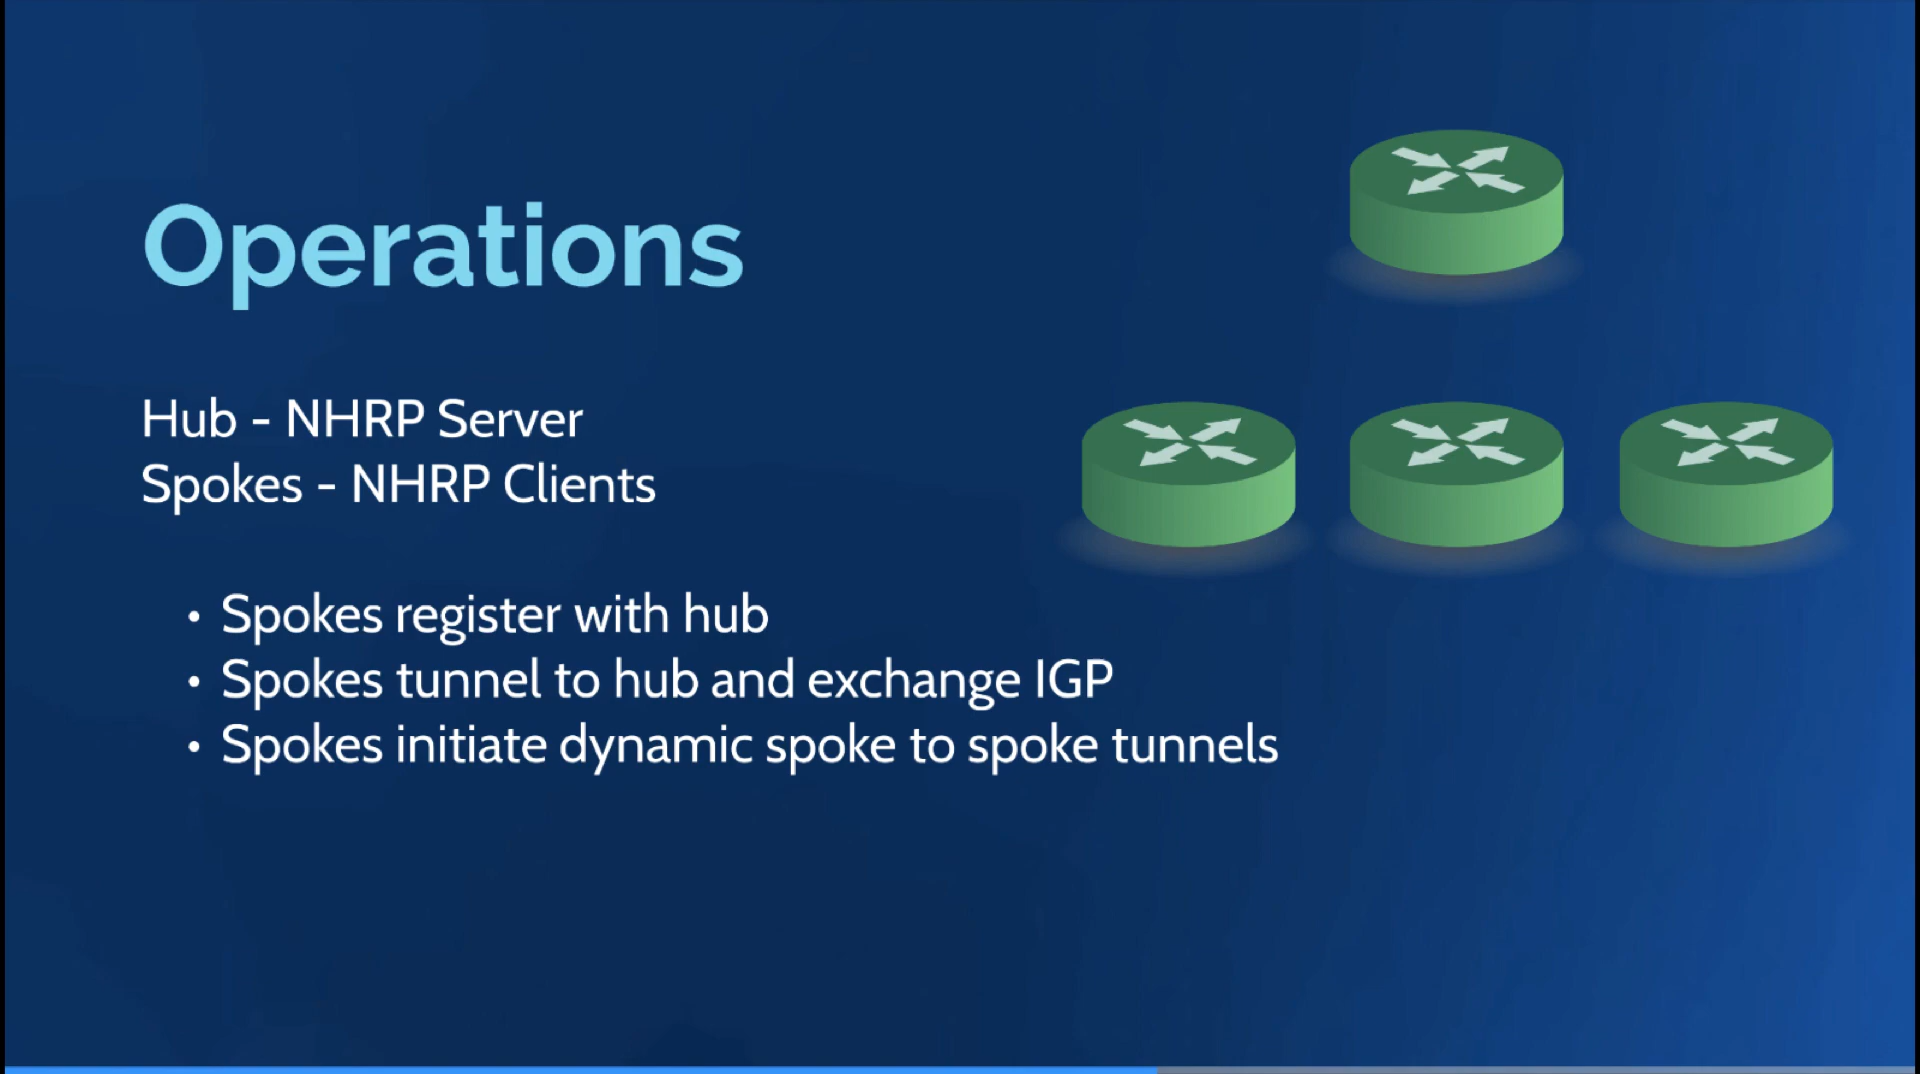 Operations
Hub - NHRP Server
Spokes - NHRP Clients
• Spokes register with hub
• Spokes tunnel to hub and exchange IGP
• Spokes initiate dynamic spoke to spoke tunnels